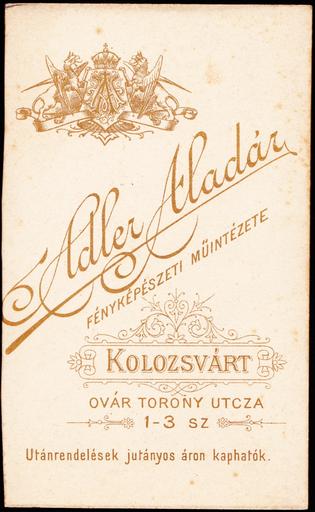 Adler Aladár
FÉNYKÉPÉSZETI MŰINTÉZETE
KOLOZSVÁRT
OVÁR TORONY UTCZA
1-3 SZ
Utánrendelések jutányos áron kaphatók.